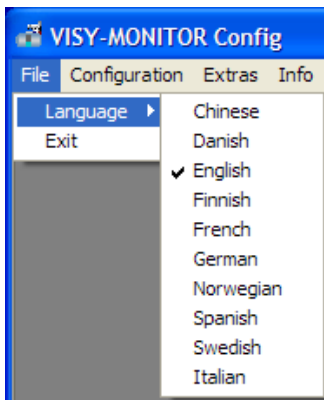 VISY-MONITOR Config
File Configuration Extras Info
Language
Exit
Chinese
Danish
English
Finnish
French
German
Norwegian
Spanish
Swedish
Italian